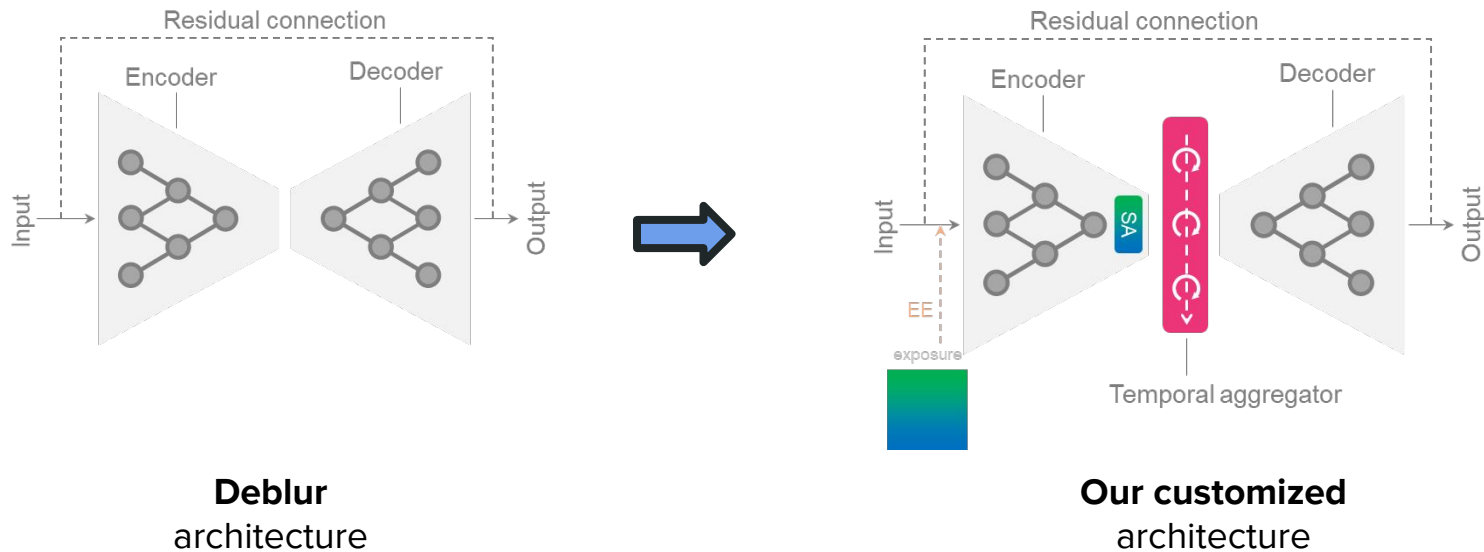 Residual connection
Encoder
Decoder
Input
Output
Deblur
architecture
Residual connection
Encoder
Decoder
Input
SA
EE
exposure
Output
Temporal aggregator
Our customized
architecture